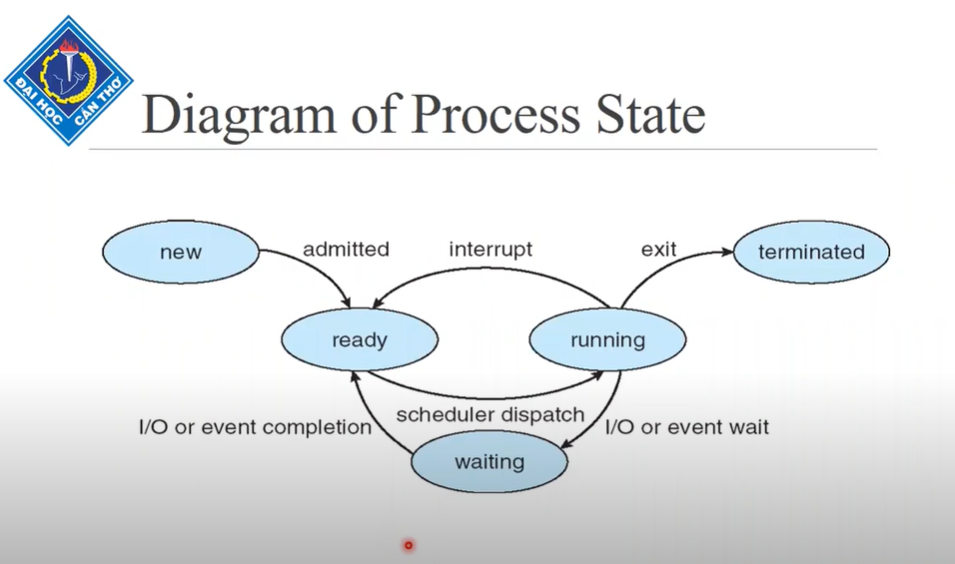 ĐẠI HỌC CẦN THƠ
Diagram of Process State
new
admitted
interrupt
exit
terminated
ready
running
scheduler dispatch
I/O or event completion
I/O or event wait
waiting